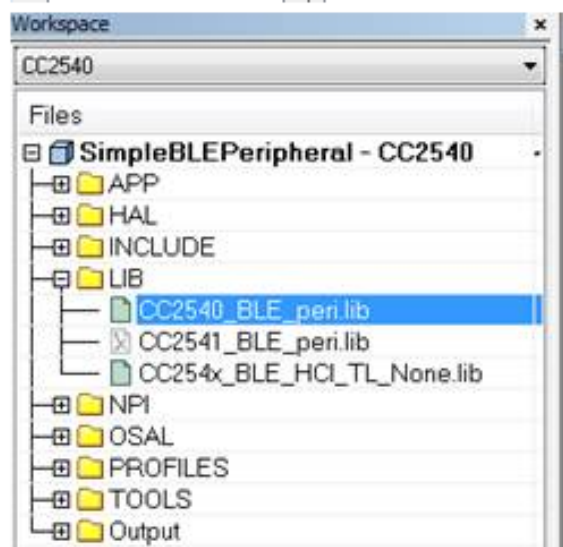 Workspace
CC2540
Files
SimpleBLEPeripheral - CC2540
APP
HAL
INCLUDE
LIB
CC2540_BLE_peri.lib
CC2541_BLE_peri.lib
CC254x_BLE_HCI_TL_None.lib
NPI
OSAL
PROFILES
TOOLS
Output